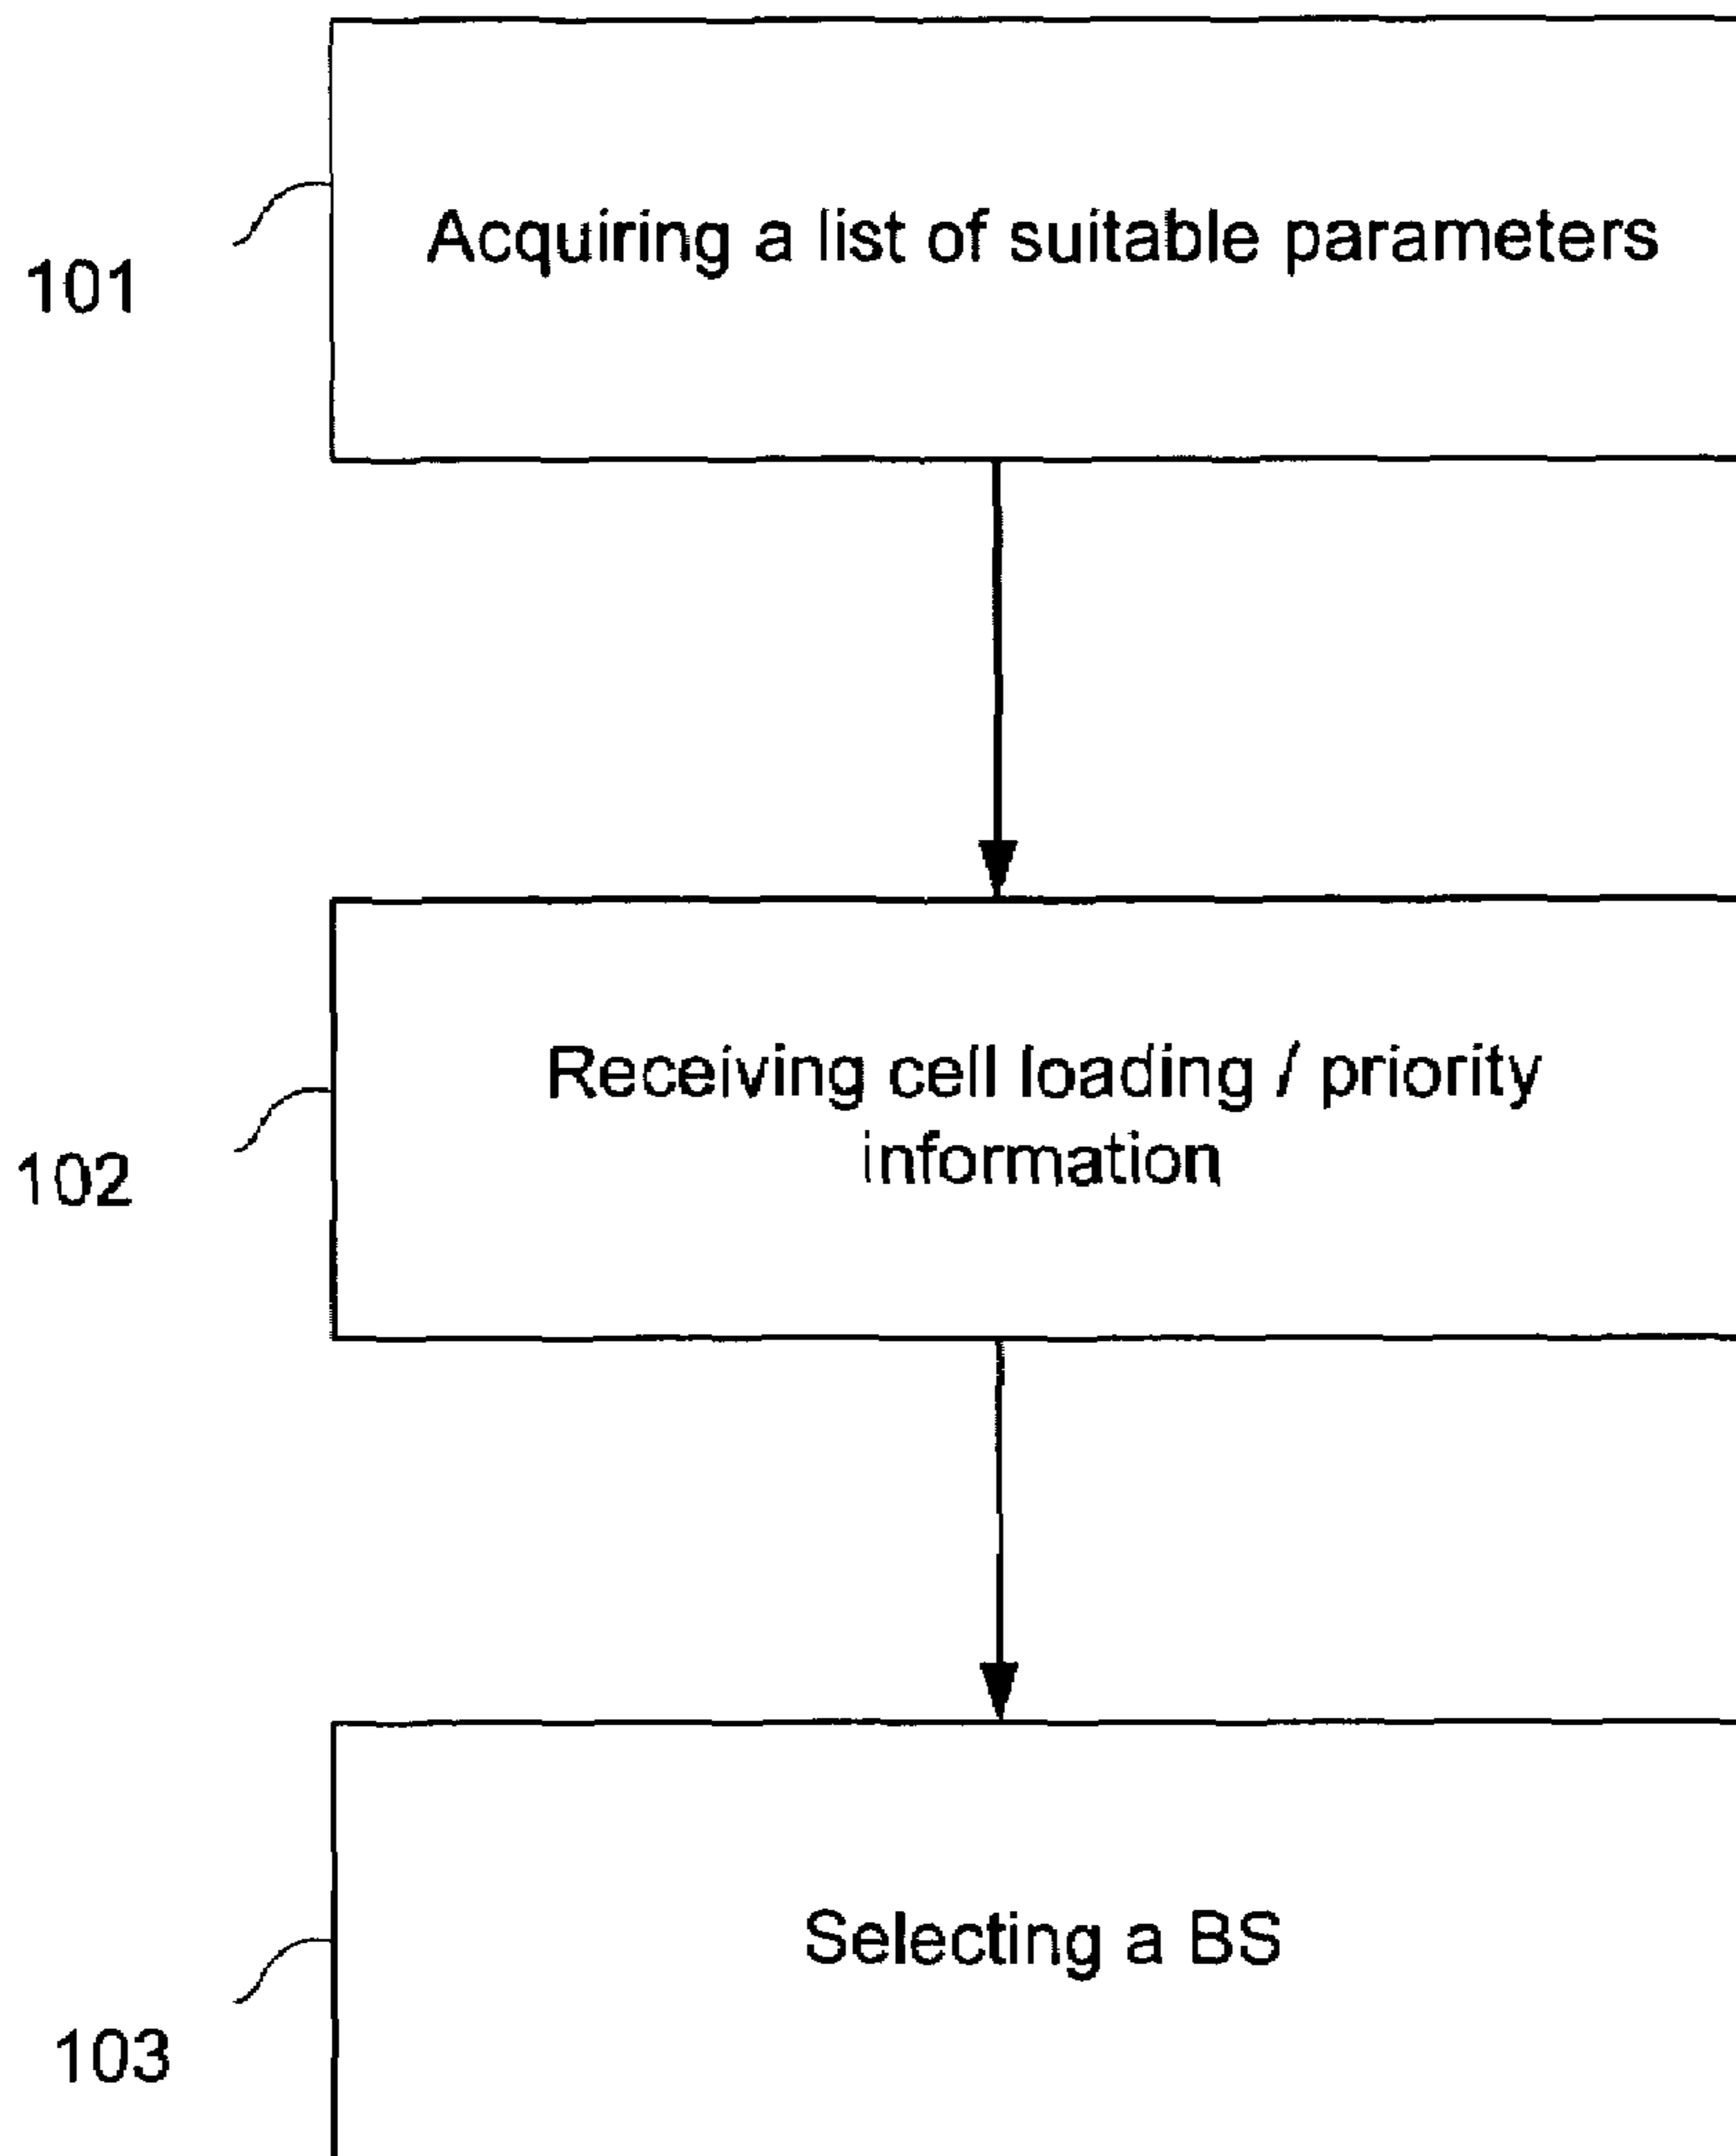 Acquiring a list of suitable parameters
101
Receiving cell loading / priority
information
102
Selecting a BS
103